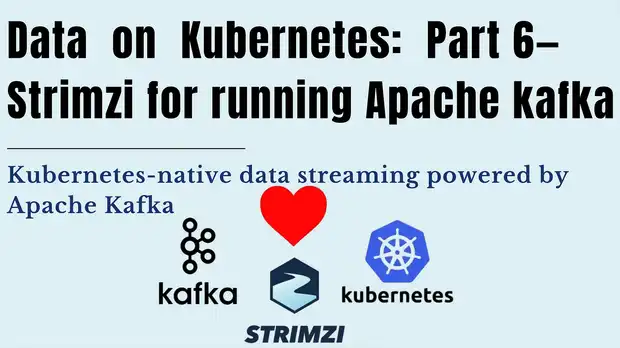 Data on Kubernetes: Part 6–
Strimzi for running Apache kafka
Kubernetes-native data streaming powered by
Apache Kafka
kafka
kubernetes
STRIMZI